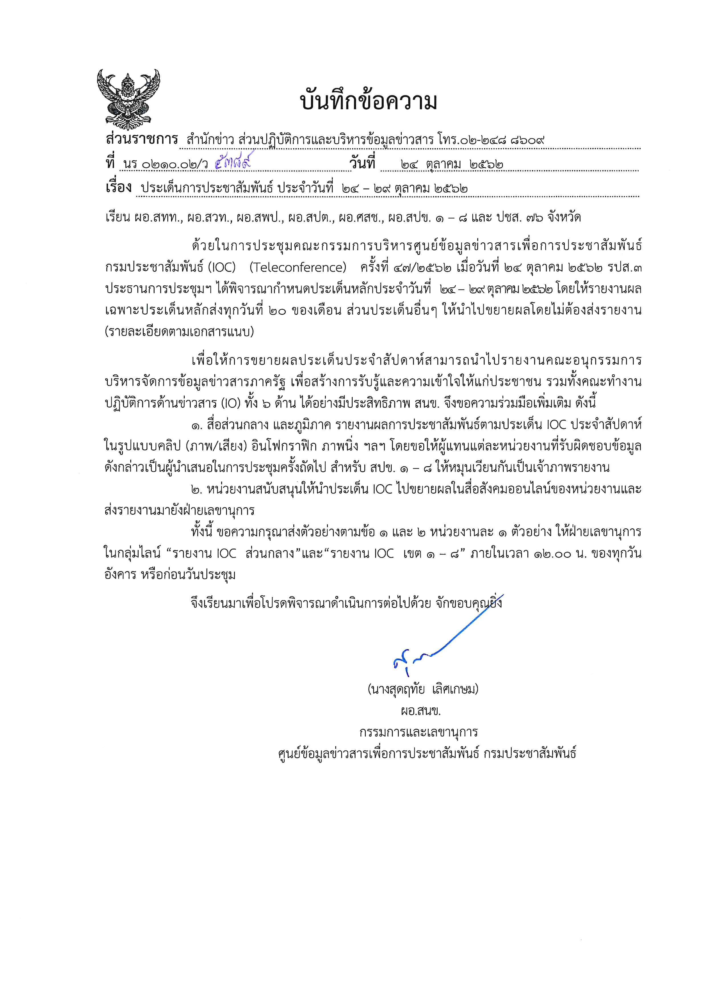 บันทึกข้อความ
ส่วนราชการ สำนักข่าว ส่วนปฏิบัติการและบริหารข้อมูลข่าวสาร โทร.๐๒-๒๔๘ ๘๖๐๙
ที่ นร ๐๒๑๐.๐๒/ว วันที่ ๒๔ ตุลาคม ๒๕๖๒
เรื่อง ประเด็นการประชาสัมพันธ์ ประจำวันที่ ๒๔ – ๒๙ ตุลาคม ๒๕๖๒
เรียน ผอ.สทท., ผอ.สวท., ผอ.สพป., ผอ.สปต., ผอ.ศสช., ผอ.สปข. ๑ – ๘ และ ปชส. ๗๖ จังหวัด
ด้วยในการประชุมคณะกรรมการบริหารศูนย์ข้อมูลข่าวสารเพื่อการประชาสัมพันธ์
กรมประชาสัมพันธ์ (IOC) (Teleconference) ครั้งที่ ๔๗/๒๕๖๒ เมื่อวันที่ ๒๔ ตุลาคม ๒๕๖๒ รปส.๓
ประธานการประชุมฯ ได้พิจารณากำหนดประเด็นหลักประจำวันที่ ๒๔ – ๒๙ ตุลาคม ๒๕๖๒ โดยให้รายงานผล
เฉพาะประเด็นหลักส่งทุกวันที่ ๒๐ ของเดือน ส่วนประเด็นอื่นๆ ให้นำไปขยายผลโดยไม่ต้องส่งรายงาน
(รายละเอียดตามเอกสารแนบ)
เพื่อให้การขยายผลประเด็นประจำสัปดาห์สามารถนำไปรายงานคณะอนุกรรมการ
บริหารจัดการข้อมูลข่าวสารภาครัฐ เพื่อสร้างการรับรู้และความเข้าใจให้แก่ประชาชน รวมทั้งคณะทำงาน
ปฏิบัติการด้านข่าวสาร (IO) ทั้ง ๖ ด้าน ได้อย่างมีประสิทธิภาพ สนข. จึงขอความร่วมมือเพิ่มเติม ดังนี้
๑. สื่อส่วนกลาง และภูมิภาค รายงานผลการประชาสัมพันธ์ตามประเด็น IOC ประจำสัปดาห์
ในรูปแบบคลิป (ภาพ/เสียง) อินโฟกราฟิก ภาพนิ่ง ฯลฯ โดยขอให้ผู้แทนแต่ละหน่วยงานที่รับผิดชอบข้อมูล
ดังกล่าวเป็นผู้นำเสนอในการประชุมครั้งถัดไป สำหรับ สปข. ๑ – ๘ ให้หมุนเวียนกันเป็นเจ้าภาพรายงาน
๒. หน่วยงานสนับสนุนให้นำประเด็น IOC ไปขยายผลในสื่อสังคมออนไลน์ของหน่วยงานและ
ส่งรายงานมายังฝ่ายเลขานุการ
ทั้งนี้ ขอความกรุณาส่งตัวอย่างตามข้อ ๑ และ ๒ หน่วยงานละ ๑ ตัวอย่าง ให้ฝ่ายเลขานุการ
ในกลุ่มไลน์ “รายงาน IOC ส่วนกลาง”และ“รายงาน IOC เขต ๑ – ๘” ภายในเวลา ๑๒.๐๐ น. ของทุกวัน
อังคาร หรือก่อนวันประชุม
จึงเรียนมาเพื่อโปรดพิจารณาดำเนินการต่อไปด้วย จักขอบคุณยิ่ง
(นางสุดฤทัย เลิศเกษม)
ผอ.สนข.
กรรมการและเลขานุการ
ศูนย์ข้อมูลข่าวสารเพื่อการประชาสัมพันธ์ กรมประชาสัมพันธ์